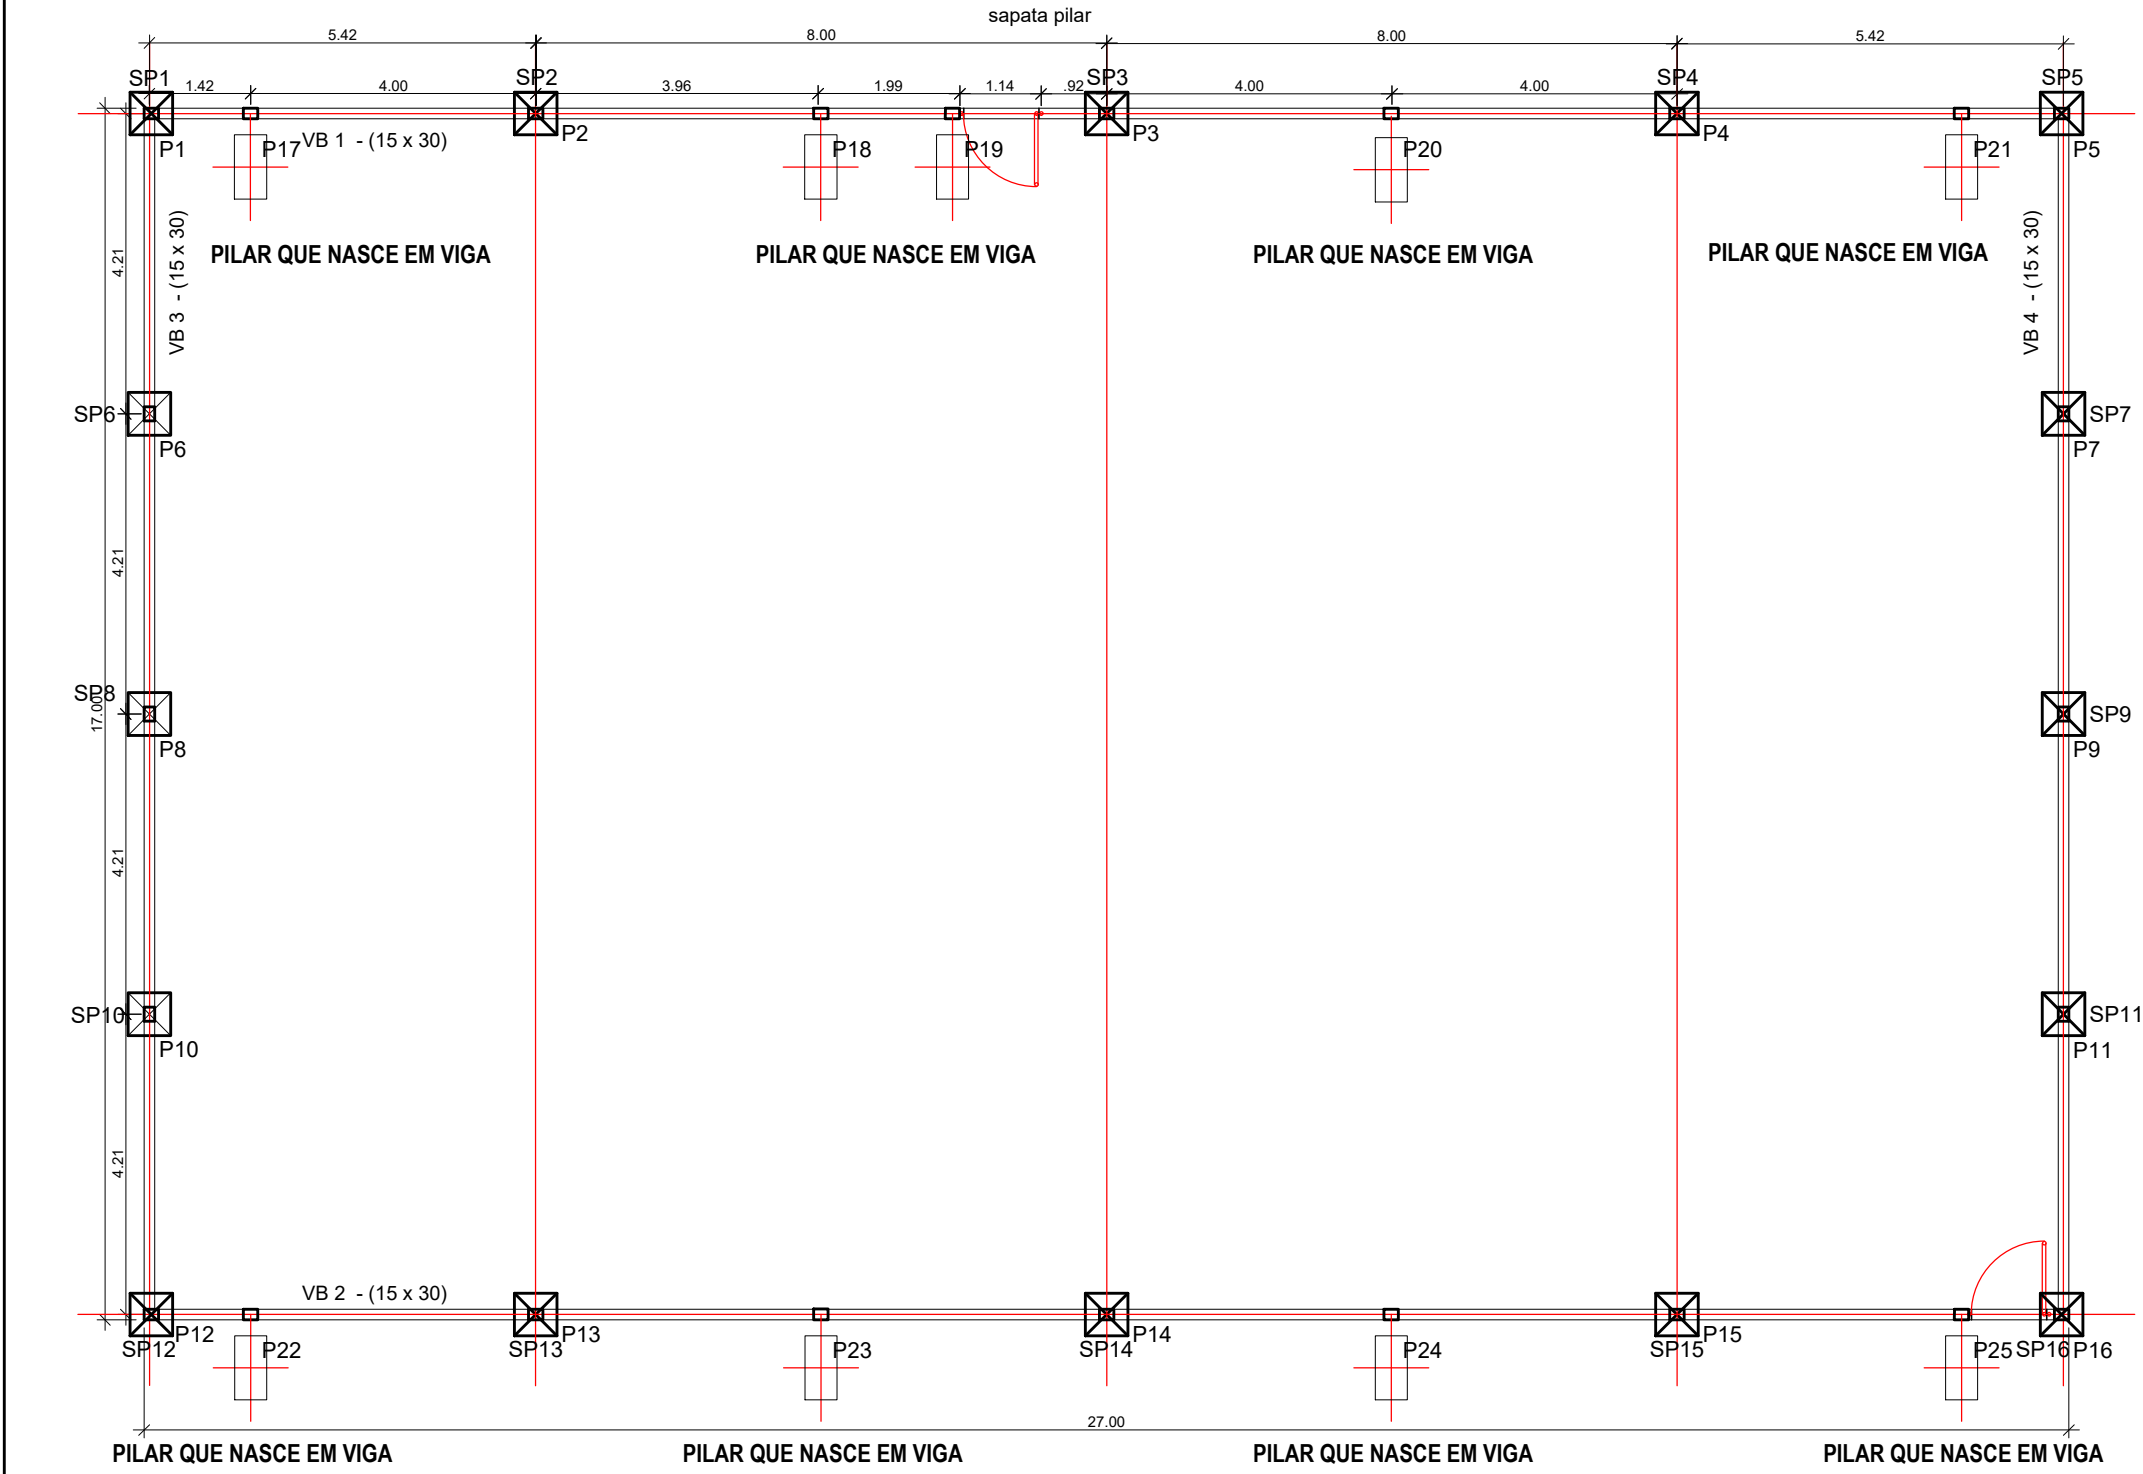 sapata pilar
5.42
8.00
8.00
5.42
SP1
SP2
SP3
SP4
SP5
1.42
4.00
3.96
1.99
1.14
.92
4.00
4.00
P1
P17
VB 1 - (15 x 30)
P2
P18
P19
P3
P20
P4
P21
P5
VB 3 - (15 x 30)
VB 4 - (15 x 30)
4.21
PILAR QUE NASCE EM VIGA
PILAR QUE NASCE EM VIGA
PILAR QUE NASCE EM VIGA
PILAR QUE NASCE EM VIGA
SP6
P6
SP7
P7
4.21
SP8
17.00
P8
SP9
P9
4.21
SP10
P10
SP11
P11
4.21
VB 2 - (15 x 30)
P12
SP12
P22
P13
SP13
P23
P14
SP14
P24
P15
SP15
P25
SP16
P16
27.00
PILAR QUE NASCE EM VIGA
PILAR QUE NASCE EM VIGA
PILAR QUE NASCE EM VIGA
PILAR QUE NASCE EM VIGA